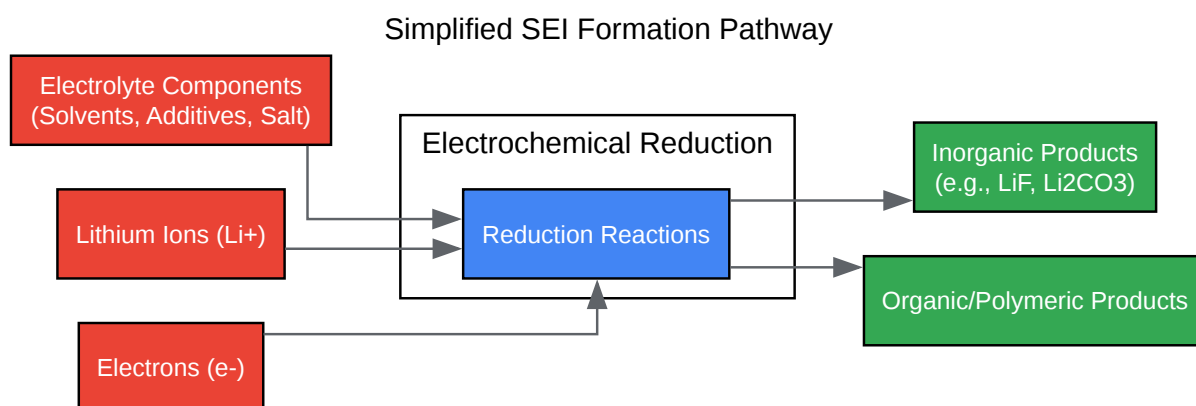 Simplified SEI Formation Pathway
Electrolyte Components
(Solvents, Additives, Salt)
Electrochemical Reduction
Inorganic Products
(e.g., LiF, Li2CO3)
Lithium Ions (Li+)
Reduction Reactions
Organic/Polymeric Products
Electrons (e-)